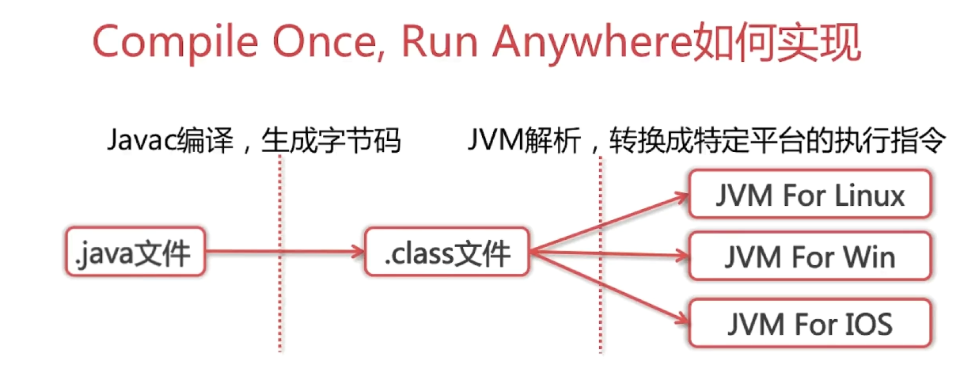 Compile Once, Run Anywhere如何实现
Javac编译，生成字节码
JVM解析，转换成特定平台的执行指令
.java文件
.class文件
JVM For Linux
JVM For Win
JVM For IOS